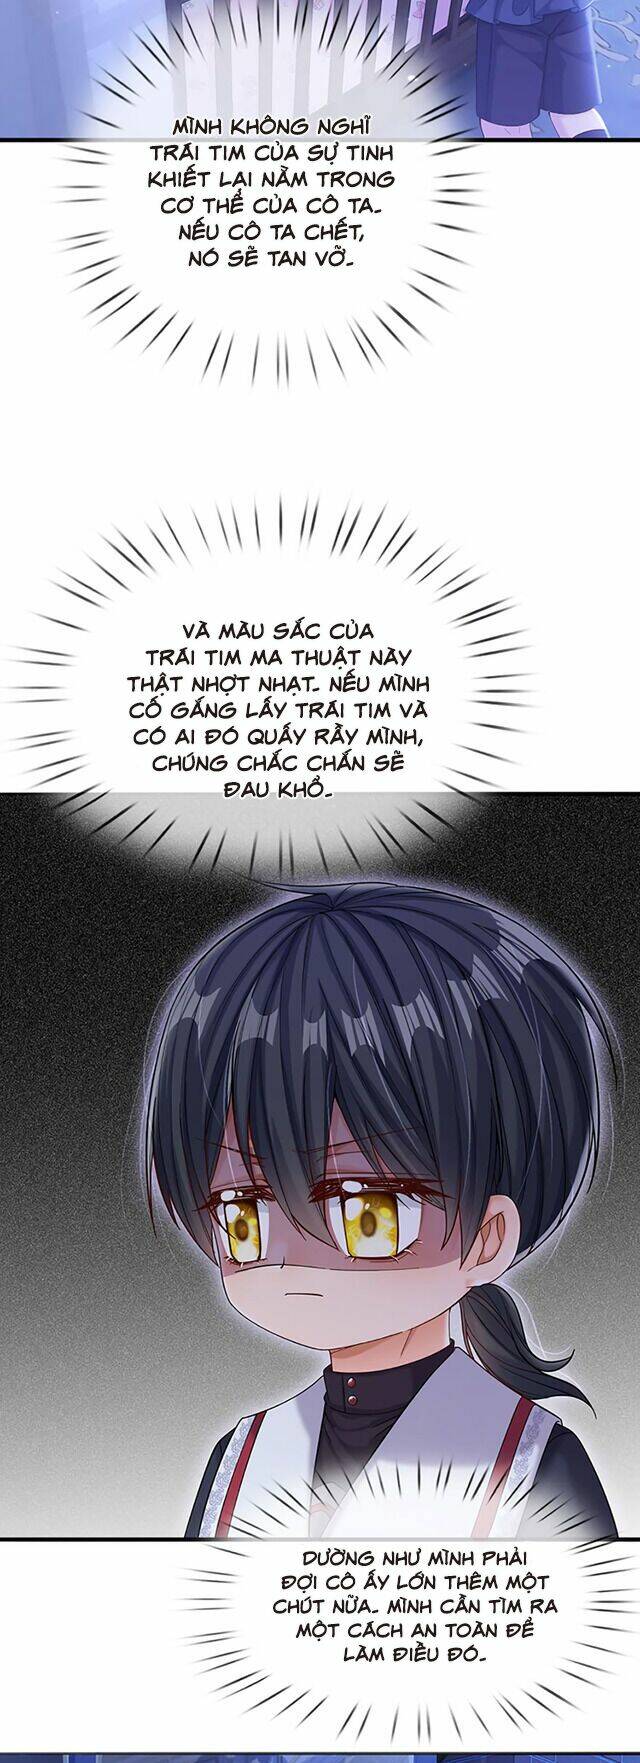 MÌNH KHÔNG NGHĨ
TRÁI TIM CỦA SỰ TINH
KHIẾT LẠI NẰM TRONG
CƠ THỂ CỦA CÔ TA.
NẾU CÔ TA CHẾT,
NÓ SẼ TAN VỠ.
VÀ MÀU SẮC CỦA
TRÁI TIM MA THUẬT NÀY
THẬT NHỢT NHẠT. NẾU MÌNH
CỐ GẮNG LẤY TRÁI TIM VÀ
CÓ AI ĐÓ QUẤY RẦY MÌNH,
CHÚNG CHẮC CHẮN SẼ
ĐAU KHỔ.
DƯỜNG NHƯ MÌNH PHẢI
ĐỢI CÔ ẤY LỚN THÊM MỘT
CHÚT NỮA. MÌNH CẦN TÌM RA
MỘT CÁCH AN TOÀN ĐỂ
LÀM ĐIỀU ĐÓ.